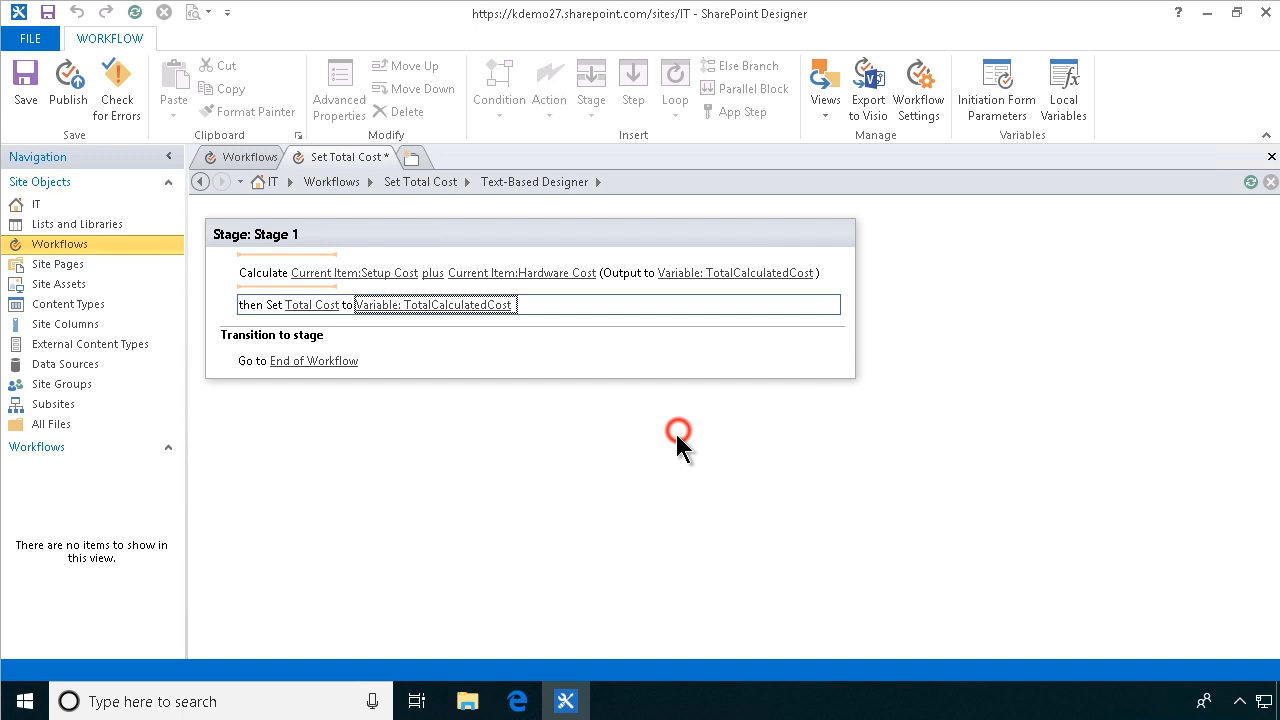 https://kdemo27.sharepoint.com/sites/IT - SharePoint Designer
?
FILE
WORKFLOW
Save
Publish
Check for Errors
Save
Paste
Cut
Copy
Format Painter
Clipboard
Advanced Properties
Move Up
Move Down
Delete
Modify
Condition
Action
Stage
Step
Loop
Else Branch
Parallel Block
App Step
Insert
Views
Export to Visio
Workflow Settings
Manage
Initiation Form Parameters
Local Variables
Variables
Navigation
Site Objects
IT
Lists and Libraries
Workflows
Site Pages
Site Assets
Content Types
Site Columns
External Content Types
Data Sources
Site Groups
Subsites
All Files
Workflows
There are no items to show in
this view.
Workflows
Set Total Cost *
IT
Workflows
Set Total Cost
Text-Based Designer
Stage: Stage 1
Calculate Current Item:Setup Cost plus Current Item:Hardware Cost (Output to Variable: TotalCalculatedCost )
then Set Total Cost to Variable: TotalCalculatedCost
Transition to stage
Go to End of Workflow
Type here to search